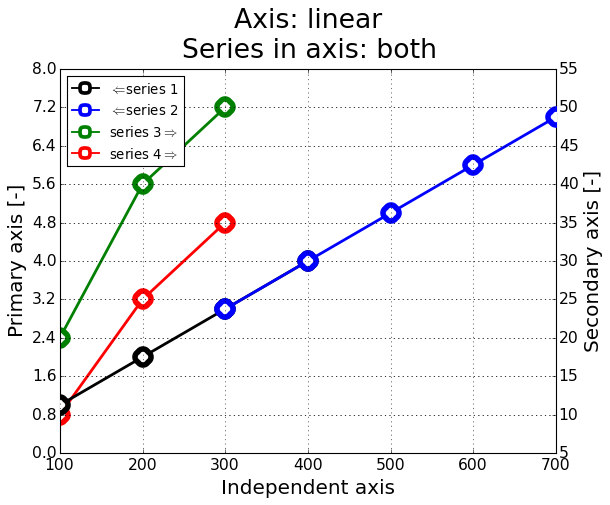 Axis: linear
Series in axis: both
⇐series 1
⇐series 2
series 3⇒
series 4⇒
Primary axis [-]
8.0
7.2
6.4
5.6
4.8
4.0
3.2
2.4
1.6
0.8
0.0
Secondary axis [-]
55
50
45
40
35
30
25
20
15
10
5
100 200 300 400 500 600 700
Independent axis